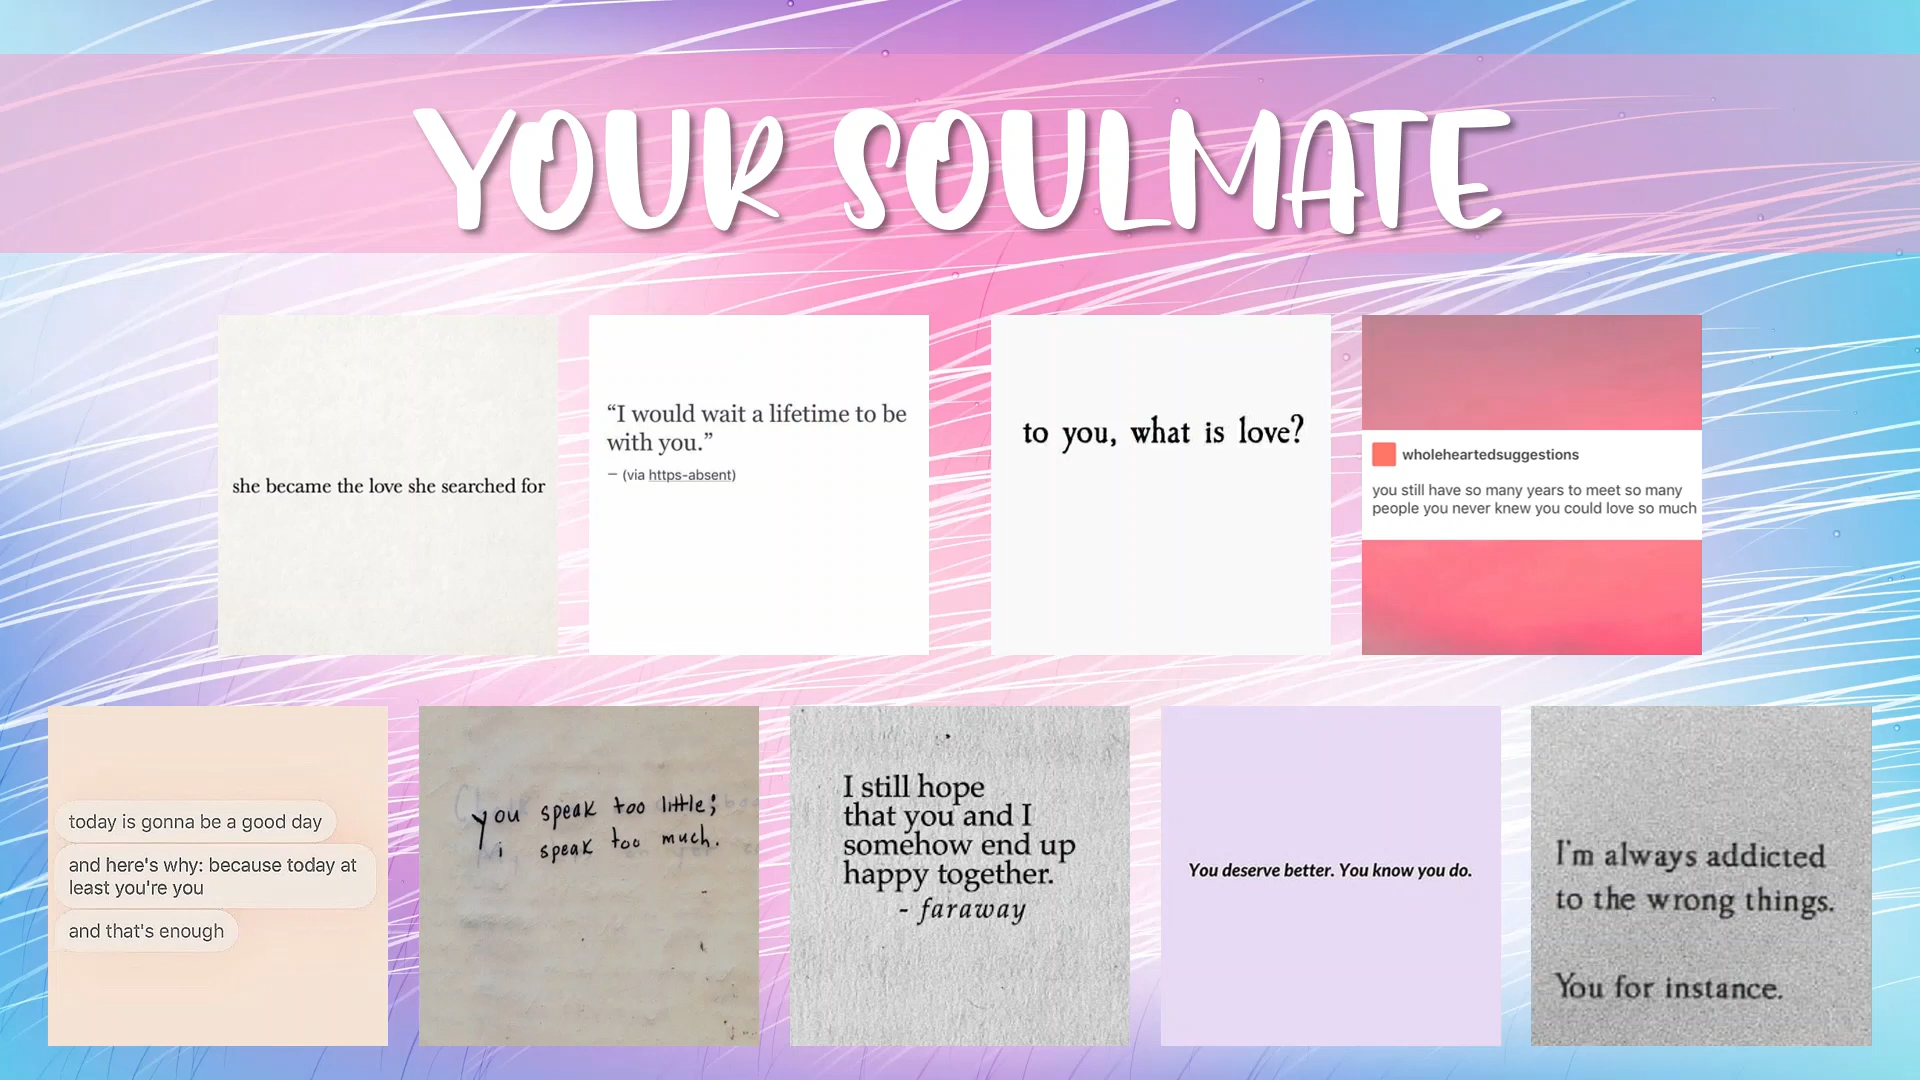 YOUR SOULMATE
she became the love she searched for
“I would wait a lifetime to be
with you.”
— (via https-absent)
to you, what is love?
wholeheartedsuggestions
you still have so many years to meet so many
people you never knew you could love so much
today is gonna be a good day
and here's why: because today at
least you're you
and that's enough
you speak too little;
i speak too much.
I still hope
that you and I
somehow end up
happy together.
- faraway
You deserve better. You know you do.
I'm always addicted
to the wrong things.
You for instance.